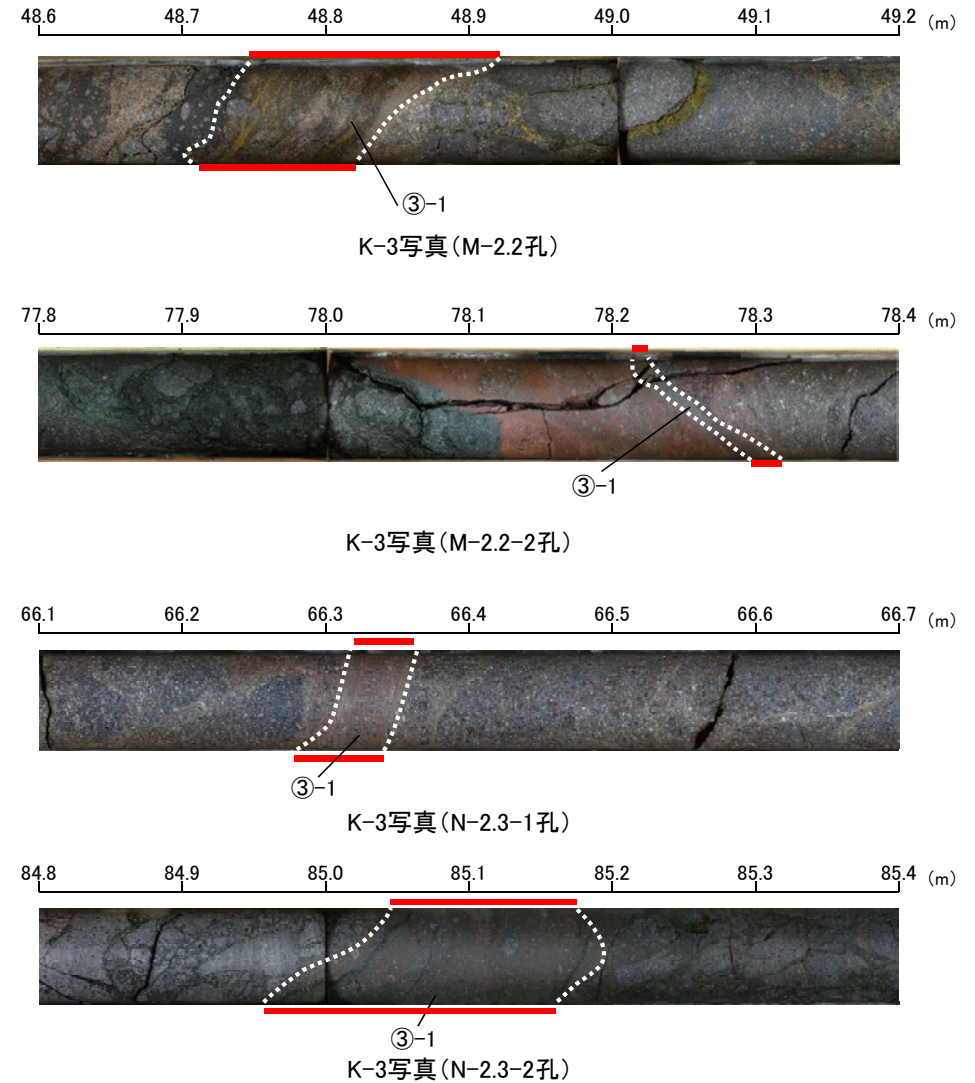 48.6 48.7 48.8 48.9 49.0 49.1 49.2 (m)
③-1
K-3写真(M-2.2孔)
77.8 77.9 78.0 78.1 78.2 78.3 78.4 (m)
③-1
K-3写真(M-2.2-2孔)
66.1 66.2 66.3 66.4 66.5 66.6 66.7 (m)
③-1
K-3写真(N-2.3-1孔)
84.8 84.9 85.0 85.1 85.2 85.3 85.4 (m)
③-1
K-3写真(N-2.3-2孔)